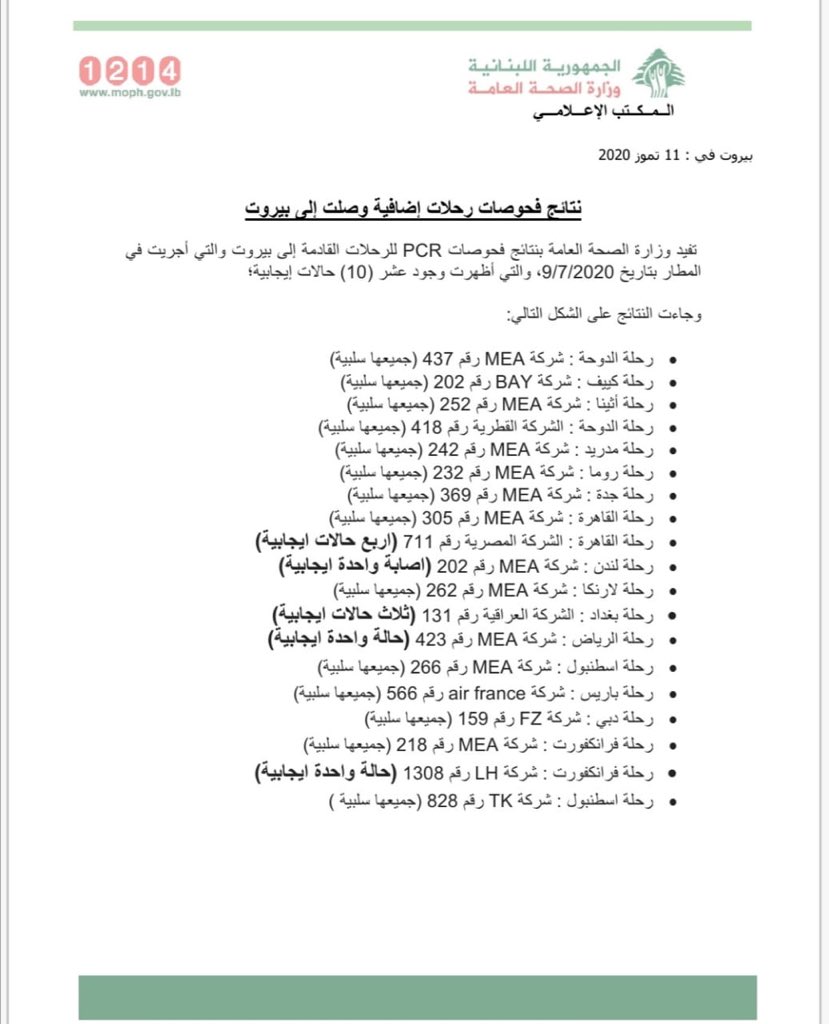 1214
www.moph.gov.lb
الجمهورية اللبنانية
وزارة الصحة العامة
المكتب الإعلامي
بيروت في : 11 تموز 2020
نتائج فحوصات رحلات إضافية وصلت إلى بيروت
تفيد وزارة الصحة العامة بنتائج فحوصات PCR للرحلات القادمة إلى بيروت والتي أجريت في
المطار بتاريخ 9/7/2020، والتي أظهرت وجود عشر (10) حالات إيجابية؛
وجاءت النتائج على الشكل التالي:
• رحلة الدوحة : شركة MEA رقم 437 (جميعها سلبية)
• رحلة كييف : شركة BAY رقم 202 (جميعها سلبية)
• رحلة أثينا : شركة MEA رقم 252 (جميعها سلبية)
• رحلة الدوحة : الشركة القطرية رقم 418 (جميعها سلبية)
• رحلة مدريد : شركة MEA رقم 242 (جميعها سلبية)
• رحلة روما : شركة MEA رقم 232 (جميعها سلبية)
• رحلة جدة : شركة MEA رقم 369 (جميعها سلبية)
• رحلة القاهرة : شركة MEA رقم 305 (جميعها سلبية)
• رحلة القاهرة : الشركة المصرية رقم 711 (اربع حالات ايجابية)
• رحلة لندن : شركة MEA رقم 202 (اصابة واحدة ايجابية)
• رحلة لارنكا : شركة MEA رقم 262 (جميعها سلبية)
• رحلة بغداد : الشركة العراقية رقم 131 (ثلاث حالات ايجابية)
• رحلة الرياض : شركة MEA رقم 423 (حالة واحدة ايجابية)
• رحلة اسطنبول : شركة MEA رقم 266 (جميعها سلبية)
• رحلة باريس : شركة air france رقم 566 (جميعها سلبية)
• رحلة دبي : شركة FZ رقم 159 (جميعها سلبية)
• رحلة فرانكفورت : شركة MEA رقم 218 (جميعها سلبية)
• رحلة فرانكفورت : شركة LH رقم 1308 (حالة واحدة ايجابية)
• رحلة اسطنبول : شركة TK رقم 828 (جميعها سلبية )